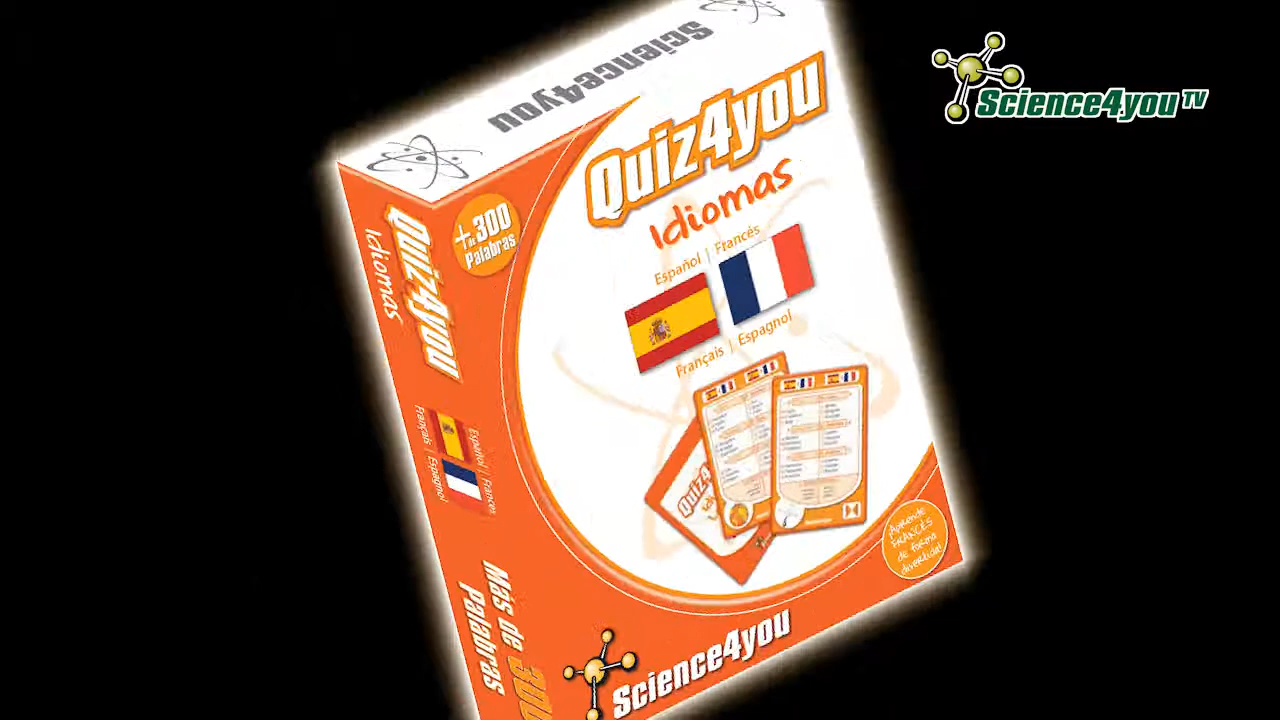 Science4you TV
Science4you
Quiz4you
Idiomas
+ de 300
Palabras
Español | Francés
Français | Espagnol
Quiz4you
Aprende
FRANCÉS
de forma
divertida!
Science4you
Quiz4you
Idiomas
Español | Francés
Français | Espagnol
Más de 300
Palabras